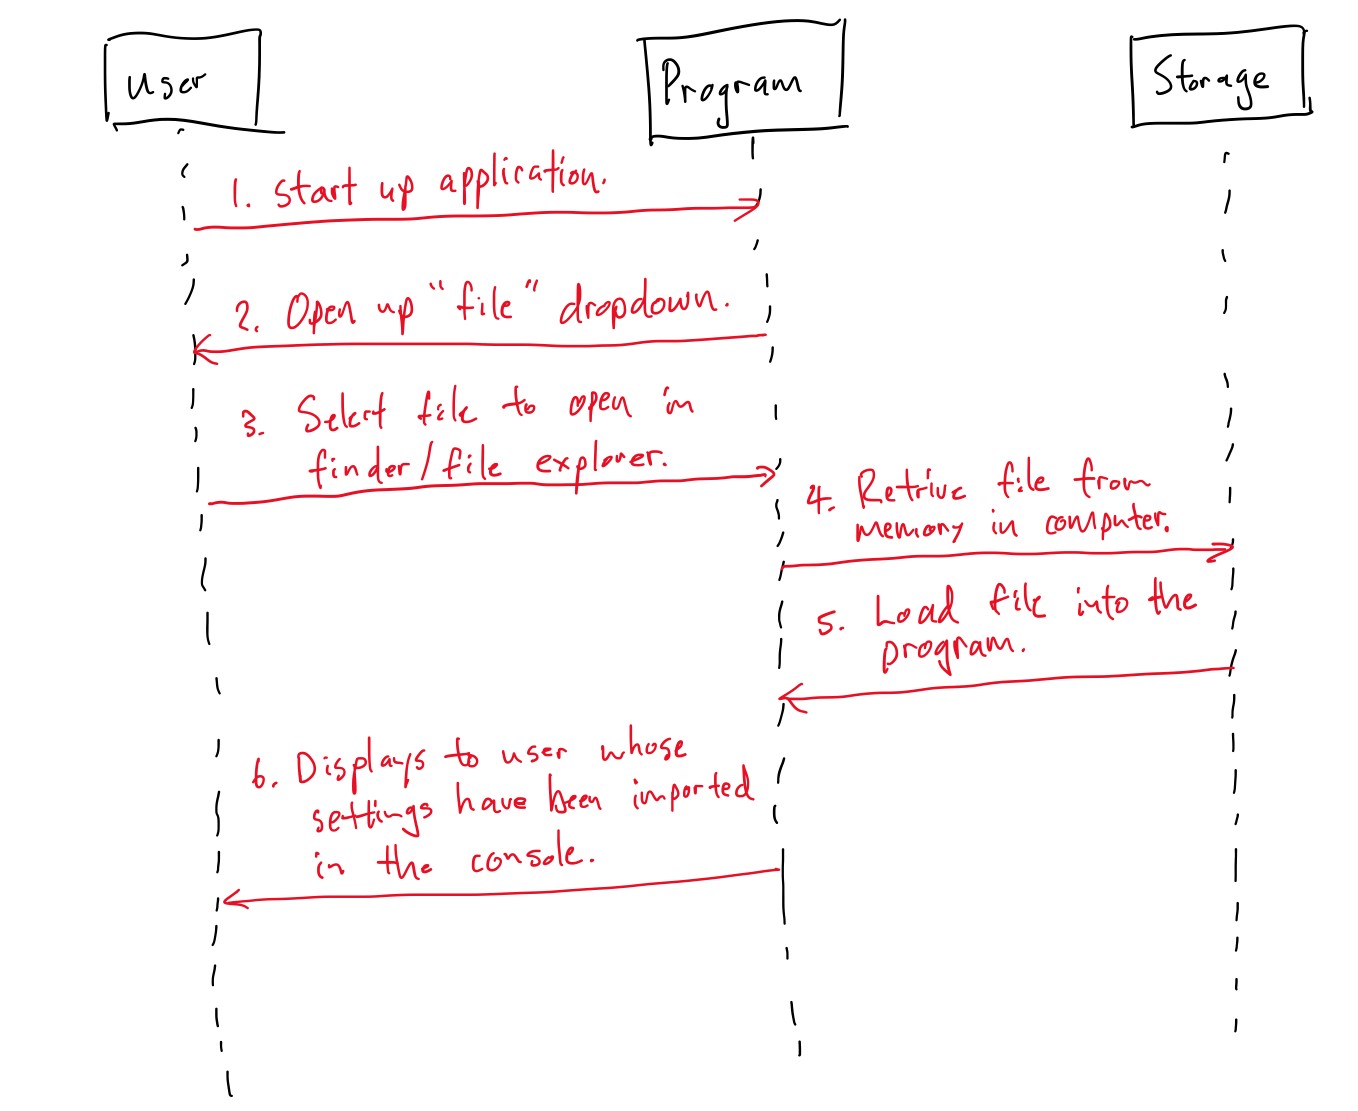 User
Program
Storage
1. Start up application.
2. Open up "file" dropdown.
3. Select file to open in
finder/file explorer.
4. Retrive file from
memory in computer.
5. Load file into the
program.
6. Displays to user whose
settings have been imported
in the console.